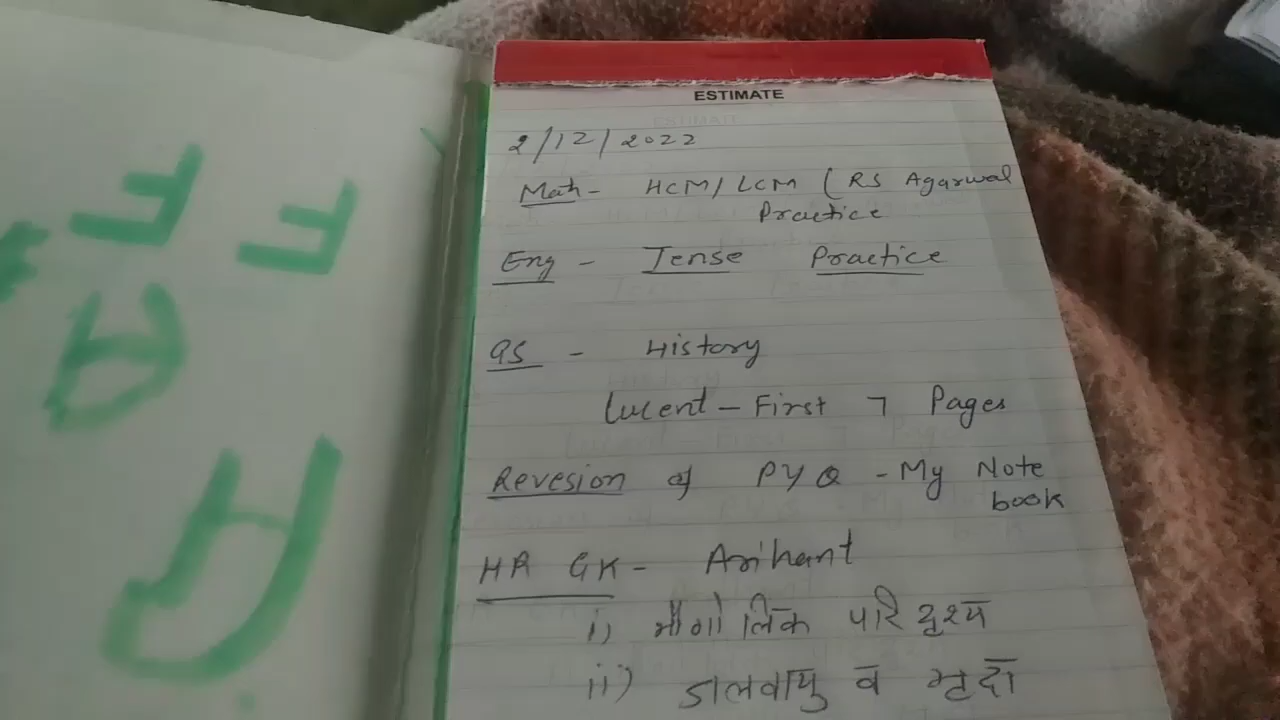 ESTIMATE
2/12/2022
Math - HCM/LCM (RS Agarwal
Practice
Eng - Tense Practice
GS - History
Lucent - First 7 Pages
Revesion of PYQ - My Note
book
HR GK - Arihant
i) भौगोलिक परिदृश्य
ii) जलवायु व मृदा